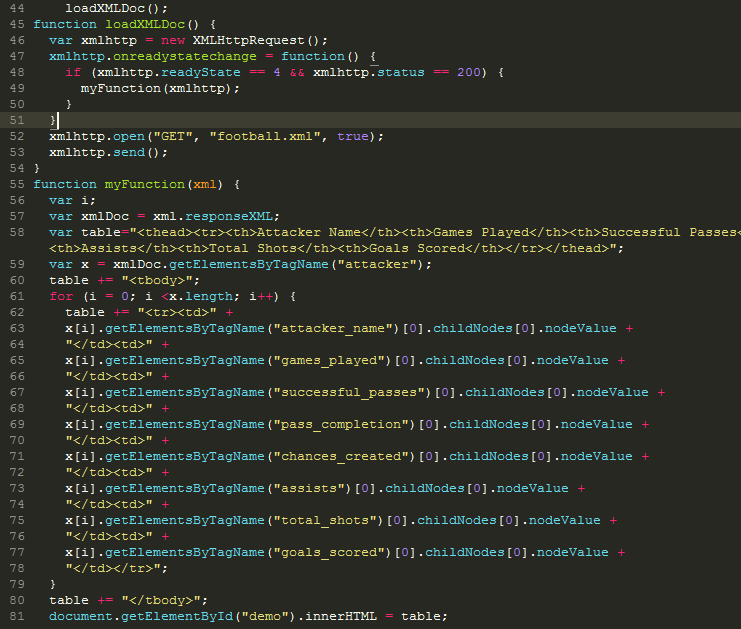 44 loadXMLDoc();
45 function loadXMLDoc() {
46 var xmlhttp = new XMLHttpRequest();
47 xmlhttp.onreadystatechange = function() {
48 if (xmlhttp.readyState == 4 && xmlhttp.status == 200) {
49 myFunction(xmlhttp);
50 }
51 }
52 xmlhttp.open("GET", "football.xml", true);
53 xmlhttp.send();
54 }
55 function myFunction(xml) {
56 var i;
57 var xmlDoc = xml.responseXML;
58 var table="<thead><tr><th>Attacker Name</th><th>Games Played</th><th>Successful Passes<
<th>Assists</th><th>Total Shots</th><th>Goals Scored</th></tr></thead>";
59 var x = xmlDoc.getElementsByTagName("attacker");
60 table += "<tbody>";
61 for (i = 0; i <x.length; i++) {
62 table += "<tr><td>" +
63 x[i].getElementsByTagName("attacker_name")[0].childNodes[0].nodeValue +
64 "</td><td>" +
65 x[i].getElementsByTagName("games_played")[0].childNodes[0].nodeValue +
66 "</td><td>" +
67 x[i].getElementsByTagName("successful_passes")[0].childNodes[0].nodeValue +
68 "</td><td>" +
69 x[i].getElementsByTagName("pass_completion")[0].childNodes[0].nodeValue +
70 "</td><td>" +
71 x[i].getElementsByTagName("chances_created")[0].childNodes[0].nodeValue +
72 "</td><td>" +
73 x[i].getElementsByTagName("assists")[0].childNodes[0].nodeValue +
74 "</td><td>" +
75 x[i].getElementsByTagName("total_shots")[0].childNodes[0].nodeValue +
76 "</td><td>" +
77 x[i].getElementsByTagName("goals_scored")[0].childNodes[0].nodeValue +
78 "</td></tr>";
79 }
80 table += "</tbody>";
81 document.getElementById("demo").innerHTML = table;